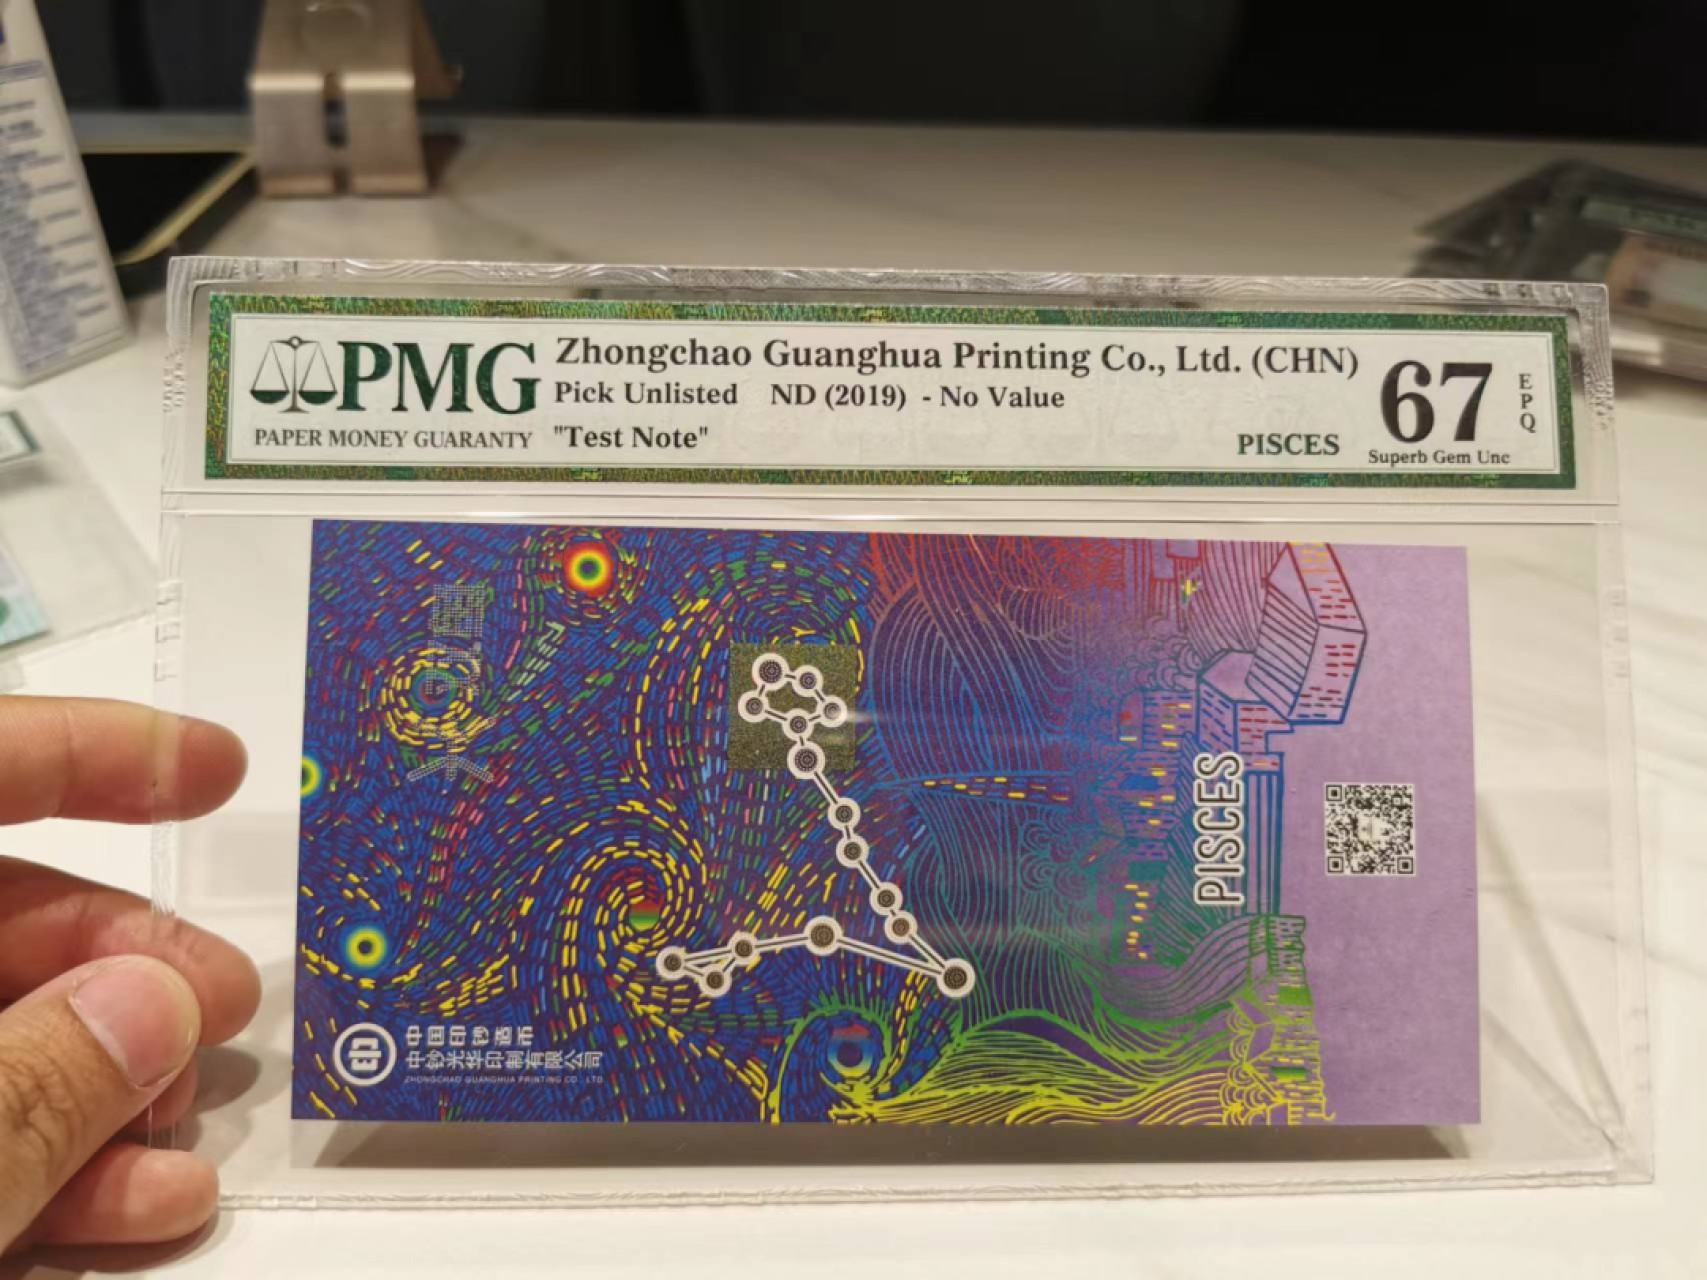 PMG
PAPER MONEY GUARANTY
Zhongchao Guanghua Printing Co., Ltd. (CHN)
Pick Unlisted ND (2019) - No Value
"Test Note"
PISCES
67
EPQ
Superb Gem Unc
PISCES
中国印钞造币
中钞光华印制有限公司
ZHONGCHAO GUANGHUA PRINTING CO., LTD